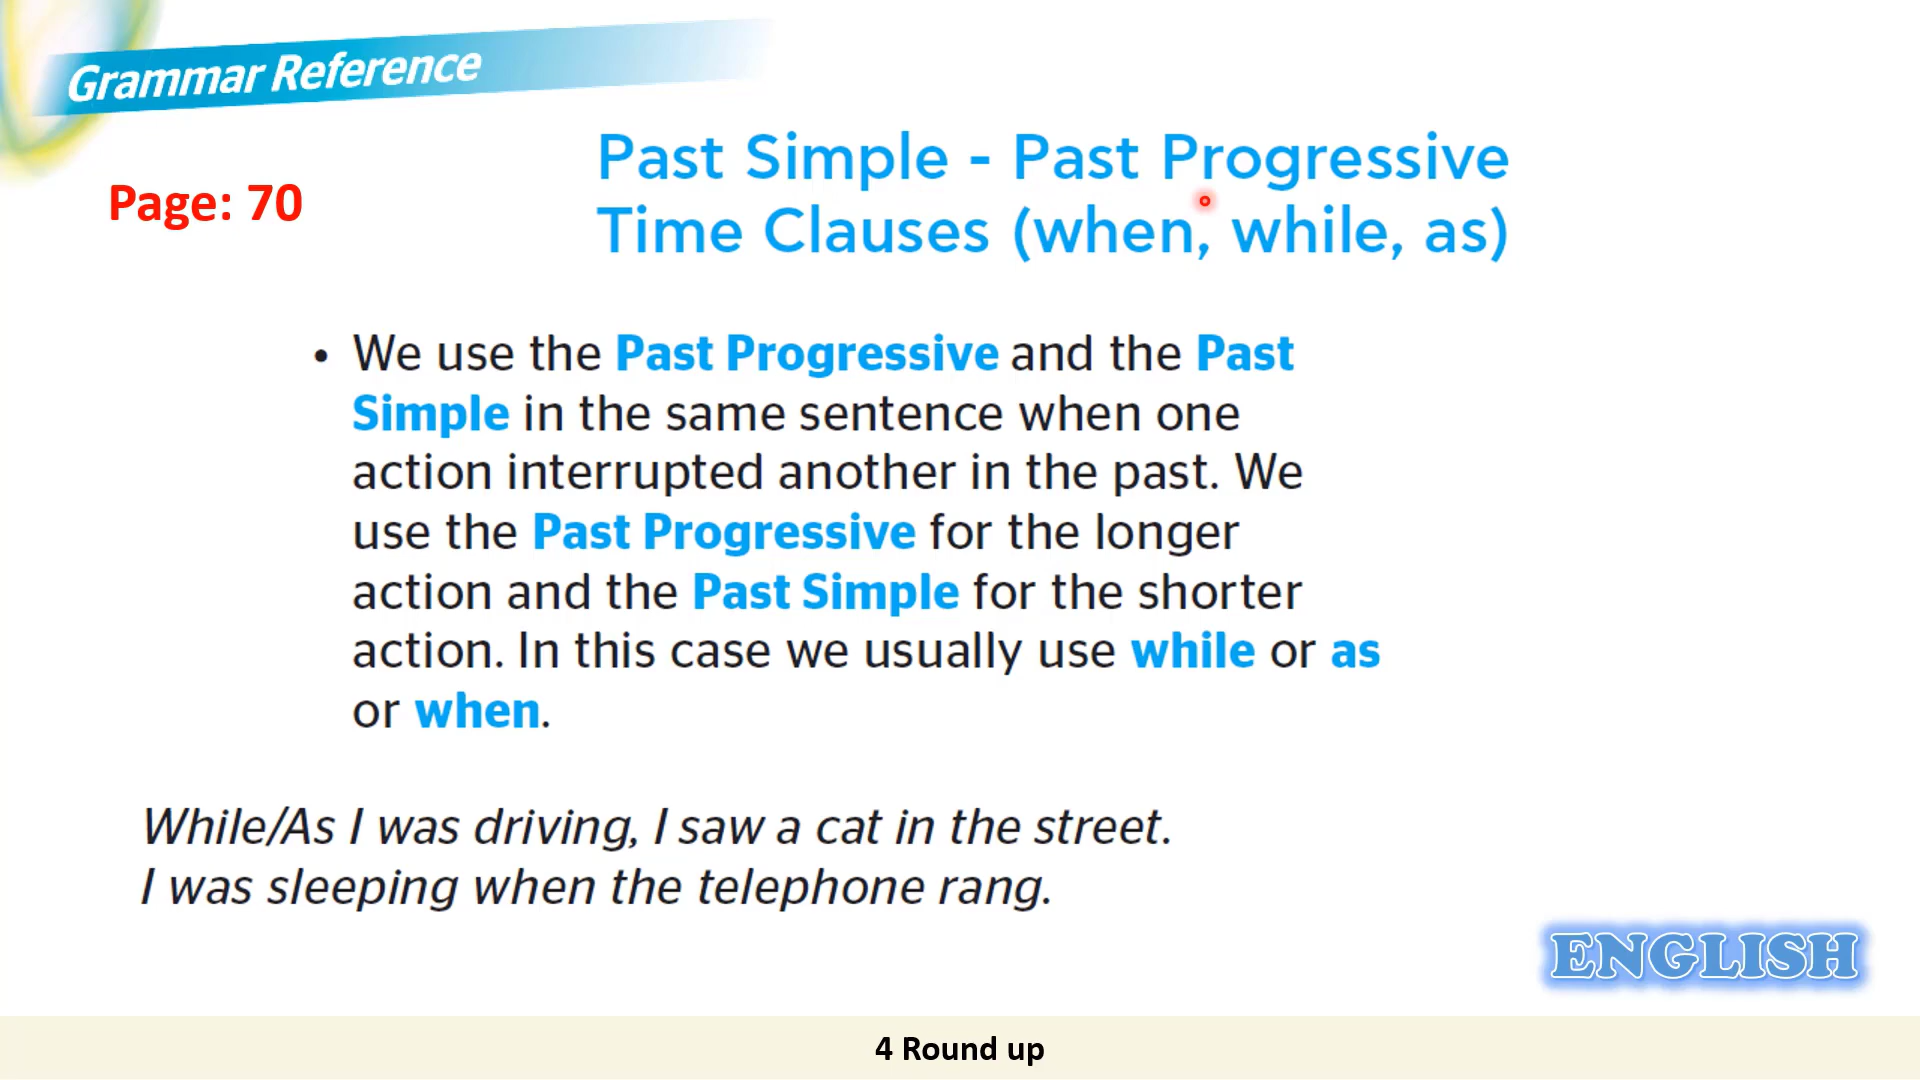 Grammar Reference
Page: 70
Past Simple - Past Progressive
Time Clauses (when, while, as)
• We use the Past Progressive and the Past
Simple in the same sentence when one
action interrupted another in the past. We
use the Past Progressive for the longer
action and the Past Simple for the shorter
action. In this case we usually use while or as
or when.
While/As I was driving, I saw a cat in the street.
I was sleeping when the telephone rang.
ENGLISH
4 Round up